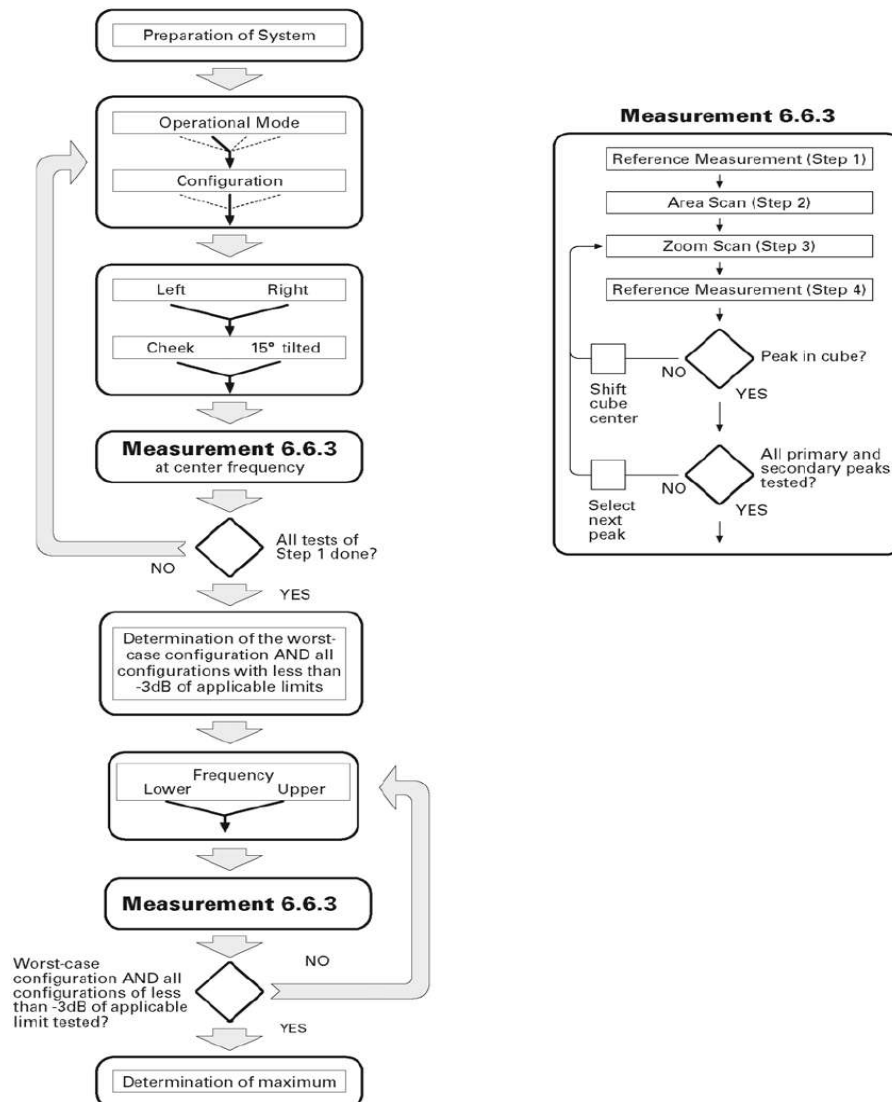 Preparation of System
Operational Mode
Configuration
Left Right
Cheek 15° tilted
Measurement 6.6.3
at center frequency
All tests of
Step 1 done?
NO
YES
Determination of the worst-
case configuration AND all
configurations with less than
-3dB of applicable limits
Frequency
Lower Upper
Measurement 6.6.3
Worst-case
configuration AND all
configurations of less
than -3dB of applicable
limit tested?
NO
YES
Determination of maximum
Measurement 6.6.3
Reference Measurement (Step 1)
Area Scan (Step 2)
Zoom Scan (Step 3)
Reference Measurement (Step 4)
Peak in cube?
NO
YES
Shift
cube
center
All primary and
secondary peaks
tested?
NO
YES
Select
next
peak